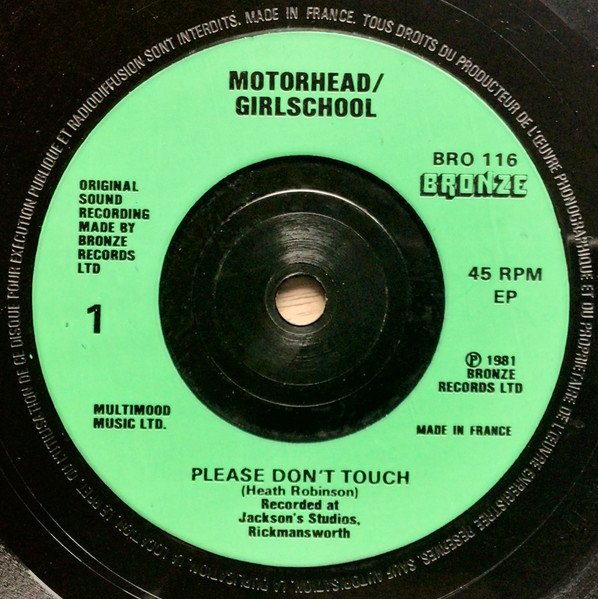 MOTORHEAD/
GIRLSCHOOL
BRO 116
BRONZE
ORIGINAL
SOUND
RECORDING
MADE BY
BRONZE
RECORDS
LTD
45 RPM
EP
1
Ⓟ 1981
BRONZE
RECORDS LTD
MULTIMOOD
MUSIC LTD.
MADE IN FRANCE
PLEASE DON'T TOUCH
(Heath Robinson)
Recorded at
Jackson's Studios,
Rickmansworth
MADE IN FRANCE. TOUS DROITS DU PRODUCTEUR DE L'ŒUVRE PHONOGRAPHIQUE ET DU PROPRIETAIRE DE L'ŒUVRE ENREGISTREE RESERVES. SAUF AUTORISATION, LA DUPLICATION, LA LOCATION, LE PRET, OU L'UTILISATION DE CE DISQUE POUR EXECUTION PUBLIQUE ET RADIODIFFUSION SONT INTERDITS.